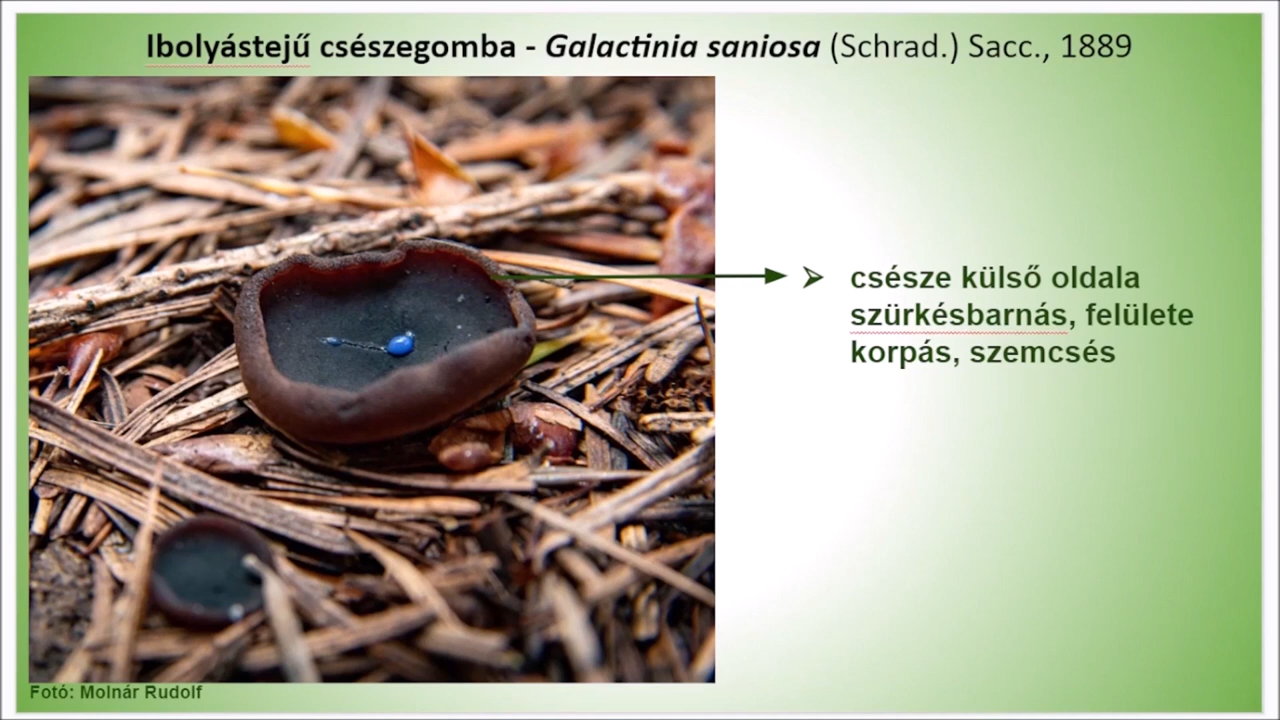 Ibolyástejű csészegomba - Galactinia saniosa (Schrad.) Sacc., 1889
csésze külső oldala
szürkésbarnás, felülete
korpás, szemcsés
Fotó: Molnár Rudolf